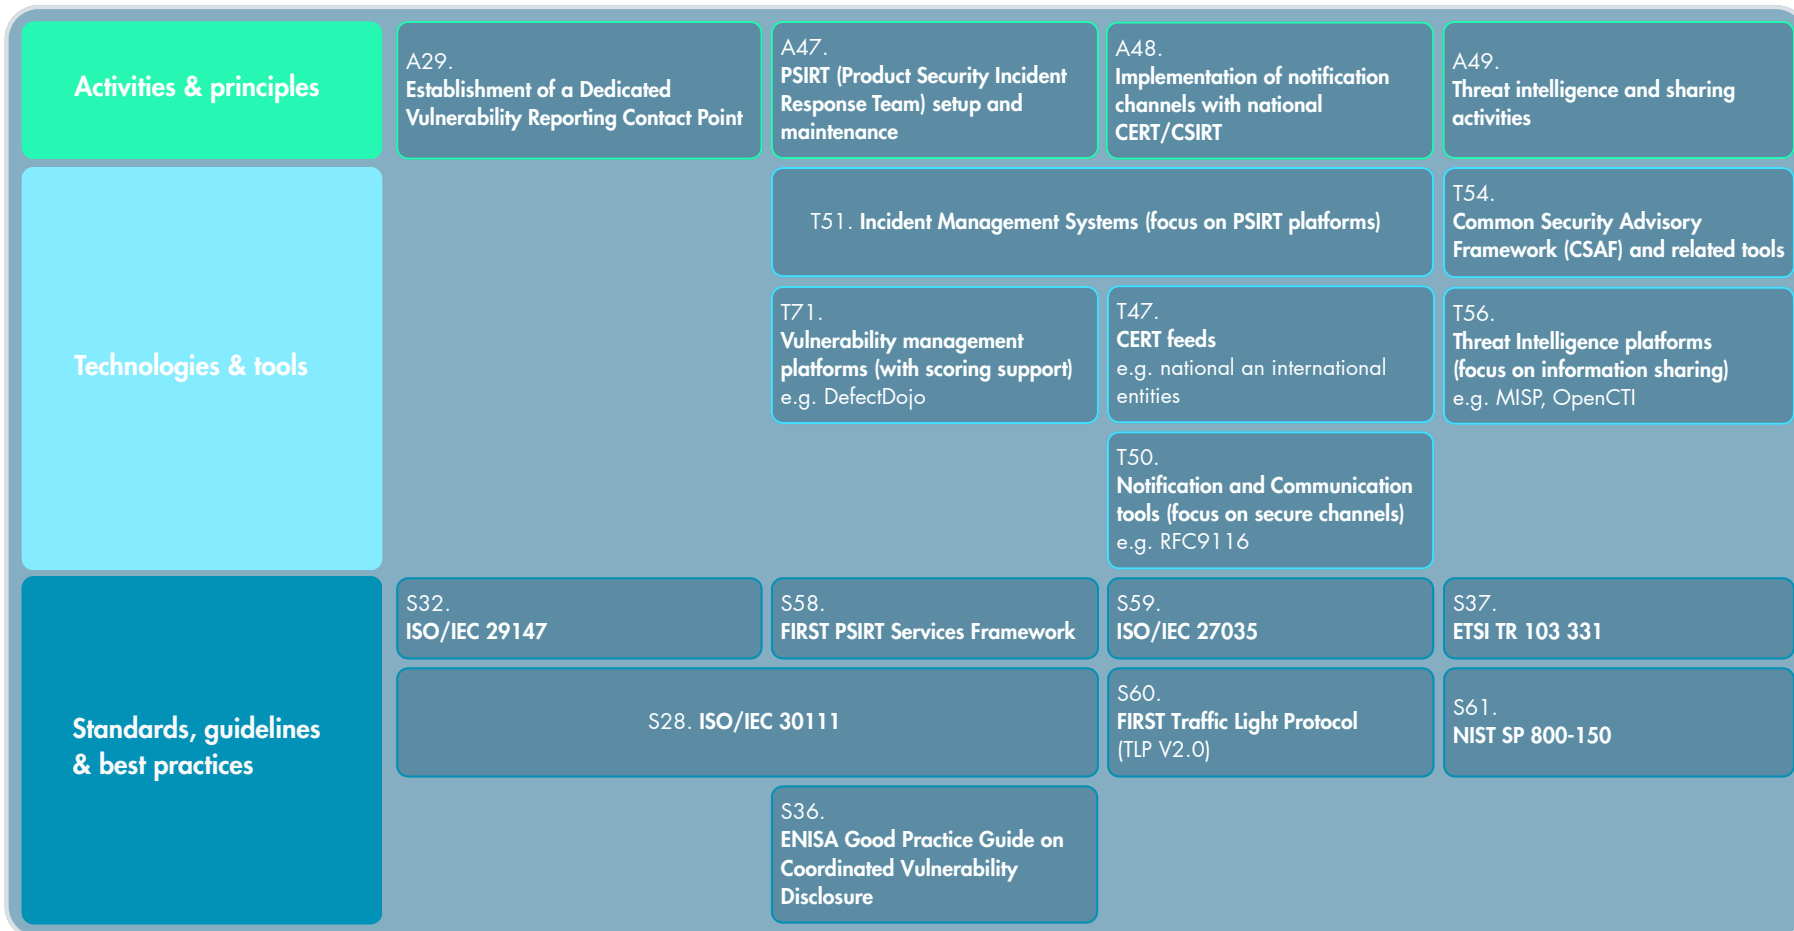 Activities & principles
A29.
Establishment of a Dedicated
Vulnerability Reporting Contact Point
A47.
PSIRT (Product Security Incident
Response Team) setup and
maintenance
A48.
Implementation of notification
channels with national
CERT/CSIRT
A49.
Threat intelligence and sharing
activities
Technologies & tools
T51. Incident Management Systems (focus on PSIRT platforms)
T54.
Common Security Advisory
Framework (CSAF) and related tools
T71.
Vulnerability management
platforms (with scoring support)
e.g. DefectDojo
T47.
CERT feeds
e.g. national an international
entities
T56.
Threat Intelligence platforms
(focus on information sharing)
e.g. MISP, OpenCTI
T50.
Notification and Communication
tools (focus on secure channels)
e.g. RFC9116
Standards, guidelines
& best practices
S32.
ISO/IEC 29147
S58.
FIRST PSIRT Services Framework
S59.
ISO/IEC 27035
S37.
ETSI TR 103 331
S28. ISO/IEC 30111
S60.
FIRST Traffic Light Protocol
(TLP V2.0)
S61.
NIST SP 800-150
S36.
ENISA Good Practice Guide on
Coordinated Vulnerability
Disclosure